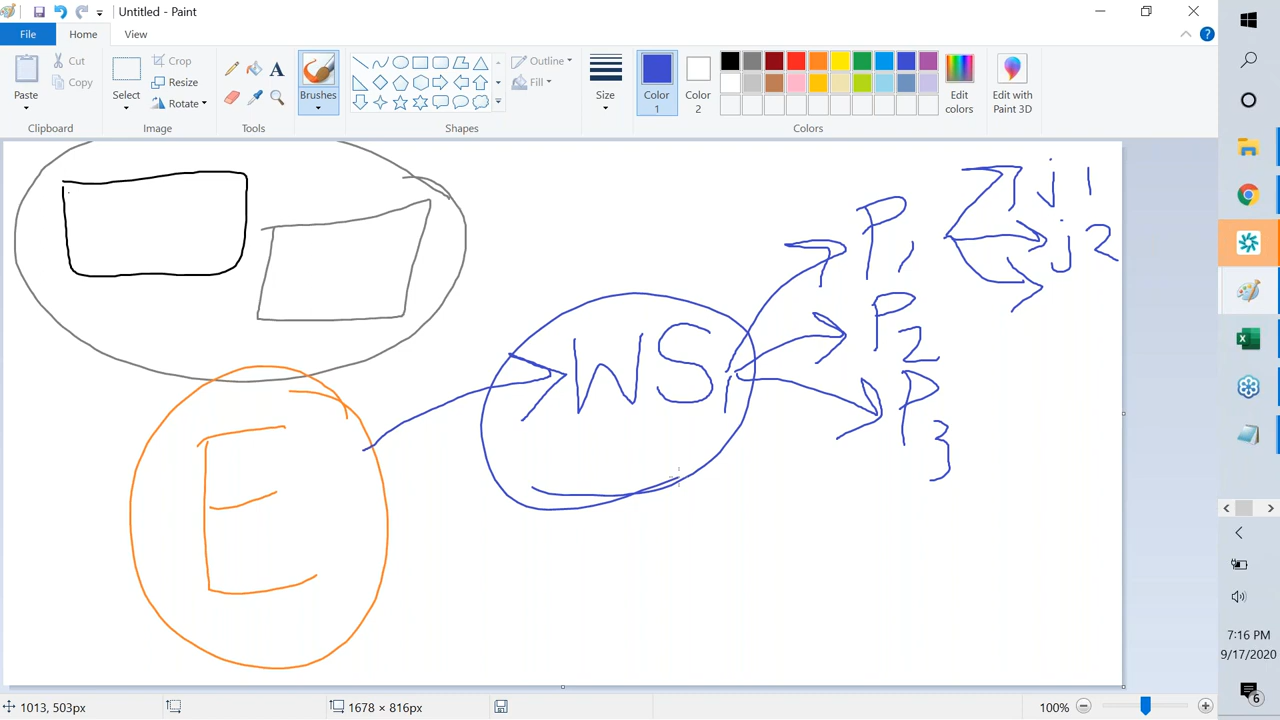 Untitled - Paint
File
Home
View
Paste
Cut
Copy
Clipboard
Select
Crop
Resize
Rotate
Image
A
Tools
Brushes
Outline
Fill
Shapes
Size
Color 1
Color 2
Edit colors
Edit with Paint 3D
Colors
j1
P1
j2
P2
WS1
P3
E
1013, 503px
1678 × 816px
100%
7:16 PM
9/17/2020
6